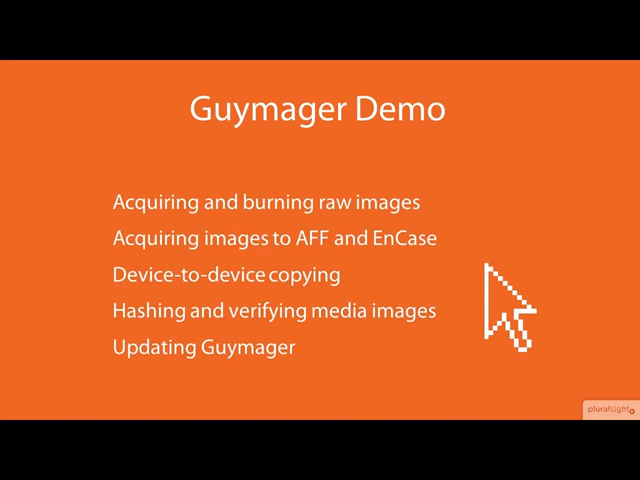 Guymager Demo
Acquiring and burning raw images
Acquiring images to AFF and EnCase
Device-to-device copying
Hashing and verifying media images
Updating Guymager
pluralsight